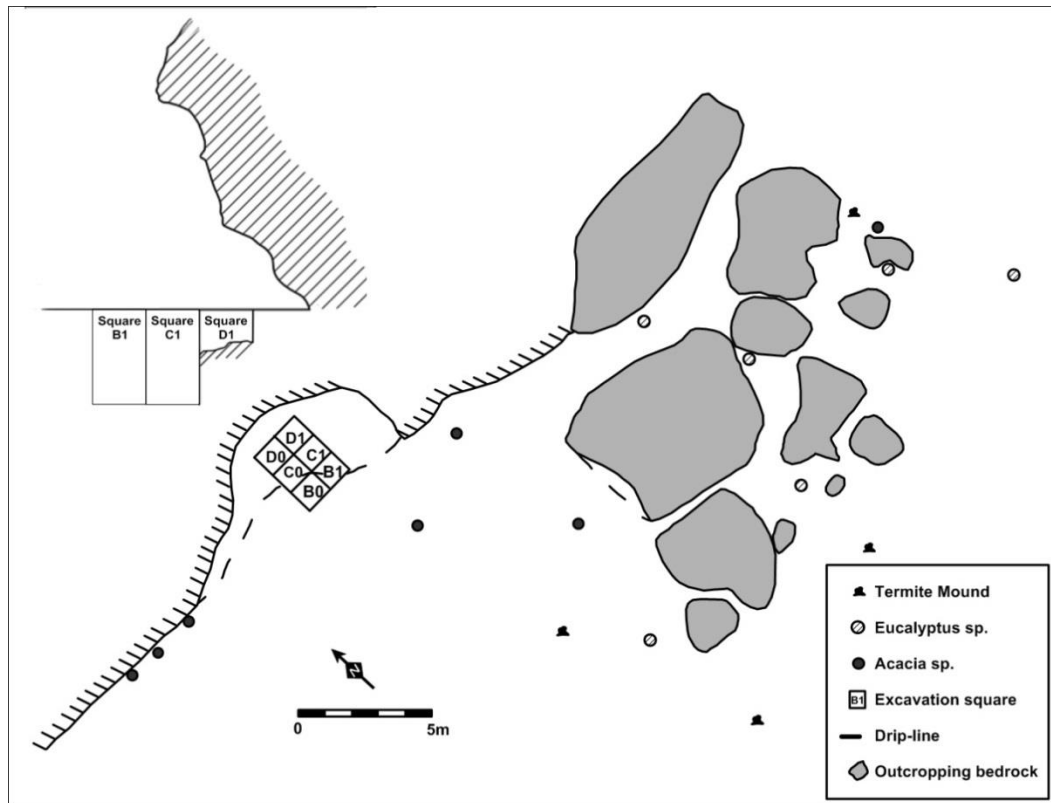 Square Square Square
B1 C1 D1
D1
D0 C1
C0 B1
B0
N
0 5m
Termite Mound
Eucalyptus sp.
Acacia sp.
B1 Excavation square
Drip-line
Outcropping bedrock